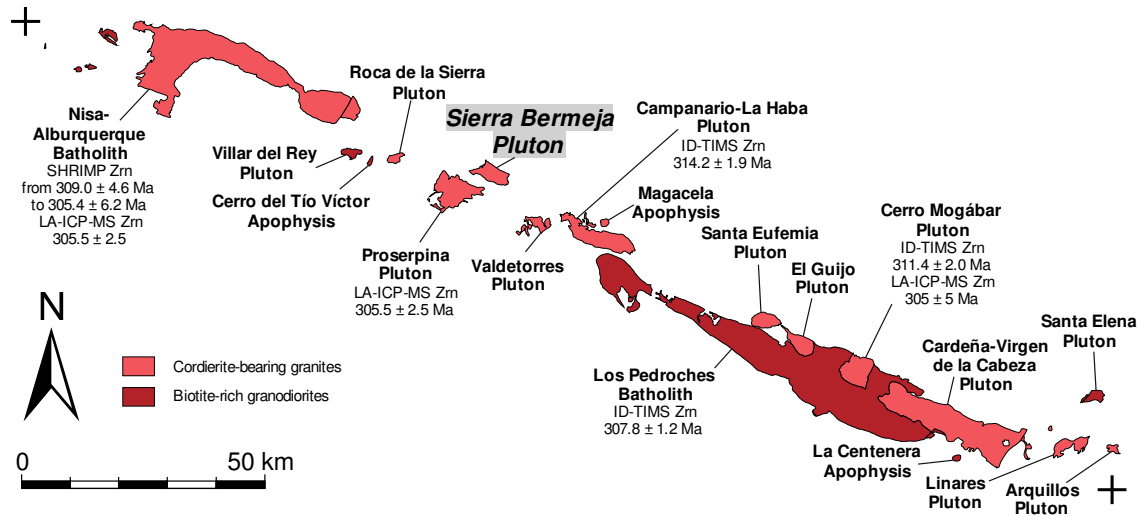 Roca de la Sierra
Pluton
Sierra Bermeja
Pluton
Campanario-La Haba
Pluton
ID-TIMS Zrn
314.2 ± 1.9 Ma
Nisa-
Alburquerque
Batholith
SHRIMP Zrn
from 309.0 ± 4.6 Ma
to 305.4 ± 6.2 Ma
LA-ICP-MS Zrn
305.5 ± 2.5
Villar del Rey
Pluton
Cerro del Tío Víctor
Apophysis
Magacela
Apophysis
Proserpina
Pluton
LA-ICP-MS Zrn
305.5 ± 2.5 Ma
Valdetorres
Pluton
Santa Eufemia
Pluton
El Guijo
Pluton
Cerro Mogábar
Pluton
ID-TIMS Zrn
311.4 ± 2.0 Ma
LA-ICP-MS Zrn
305 ± 5 Ma
Santa Elena
Pluton
Cardeña-Virgen
de la Cabeza
Pluton
Los Pedroches
Batholith
ID-TIMS Zrn
307.8 ± 1.2 Ma
La Centenera
Apophysis
Linares
Pluton
Arquillos
Pluton
N
Cordierite-bearing granites
Biotite-rich granodiorites
0 50 km